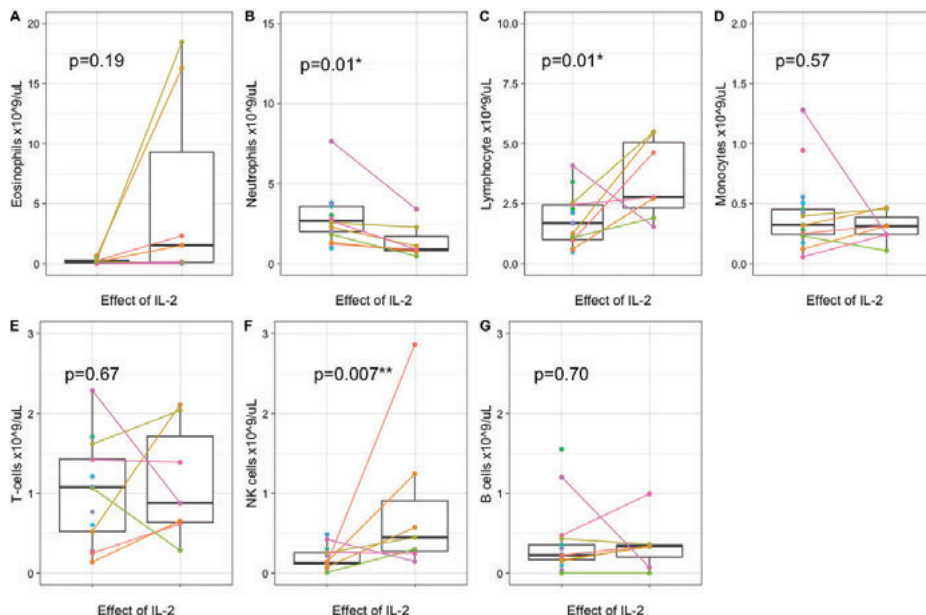 A
Eosinophils x10^9/uL
20
15
10
5
0
p=0.19
Effect of IL-2
B
Neutrophils x10^9/uL
15
10
5
0
p=0.01*
Effect of IL-2
C
Lymphocyte x10^9/uL
10.0
7.5
5.0
2.5
0.0
p=0.01*
Effect of IL-2
D
Monocytes x10^9/uL
2.0
1.5
1.0
0.5
0.0
p=0.57
Effect of IL-2
E
T-cells x10^9/uL
3
2
1
0
p=0.67
Effect of IL-2
F
NK cells x10^9/uL
3
2
1
0
p=0.007**
Effect of IL-2
G
B cells x10^9/uL
3
2
1
0
p=0.70
Effect of IL-2